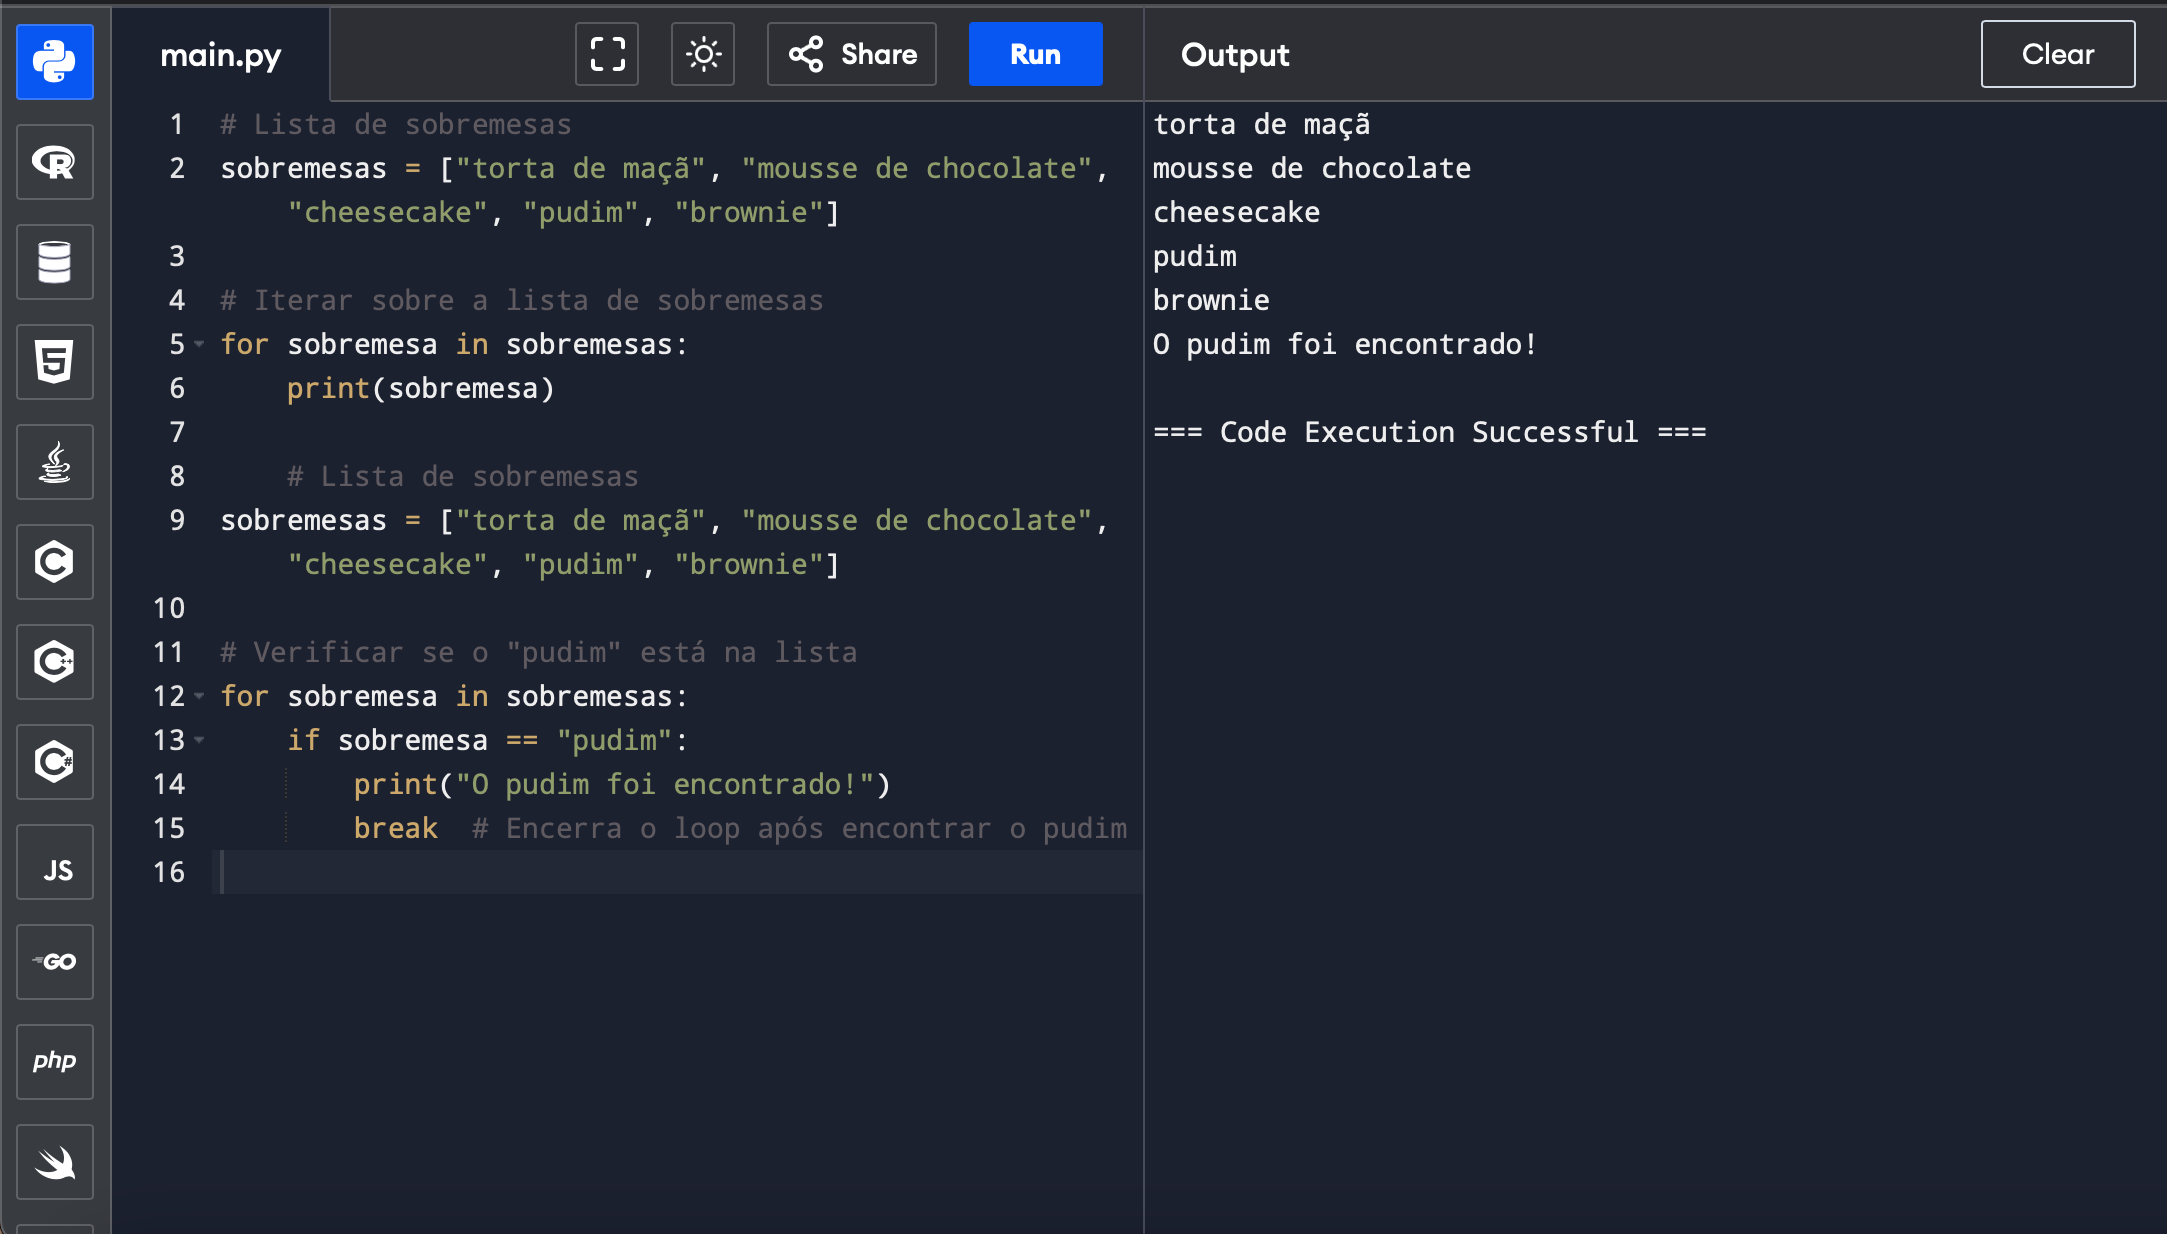 main.py
Share
Run
Output
Clear
1 # Lista de sobremesas
2 sobremesas = ["torta de maçã", "mousse de chocolate",
"cheesecake", "pudim", "brownie"]
3
4 # Iterar sobre a lista de sobremesas
5 for sobremesa in sobremesas:
6 print(sobremesa)
7
8 # Lista de sobremesas
9 sobremesas = ["torta de maçã", "mousse de chocolate",
"cheesecake", "pudim", "brownie"]
10
11 # Verificar se o "pudim" está na lista
12 for sobremesa in sobremesas:
13 if sobremesa == "pudim":
14 print("O pudim foi encontrado!")
15 break # Encerra o loop após encontrar o pudim
16
torta de maçã
mousse de chocolate
cheesecake
pudim
brownie
O pudim foi encontrado!
=== Code Execution Successful ===
R
5
C
C++
C#
JS
GO
php